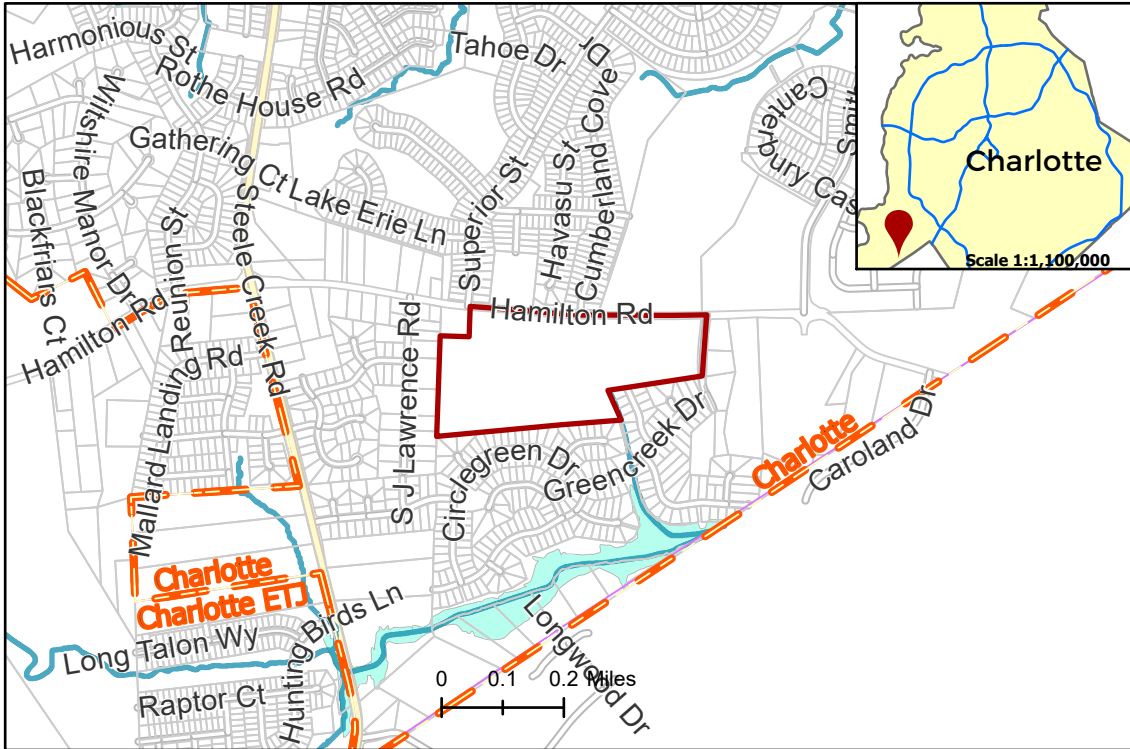 Harmonious St
Rothe House Rd
Tahoe Dr
Dr
Wiltshire Manor Dr
Gathering Ct
Lake Erie Ln
Superior St
Havasu St
Cumberland Cove
Canterbury Cas
Smith
Charlotte
Scale 1:1,100,000
Blackfriars Ct
Reunion St
Steele Creek Rd
Hamilton Rd
Hamilton Rd
Mallard Landing Rd
S J Lawrence Rd
Circlegreen Dr
Greencreek Dr
Charlotte
Caroland Dr
Charlotte
Charlotte ETJ
Long Talon Wy
Hunting Birds Ln
Raptor Ct
Longwood Dr
0 0.1 0.2 Miles